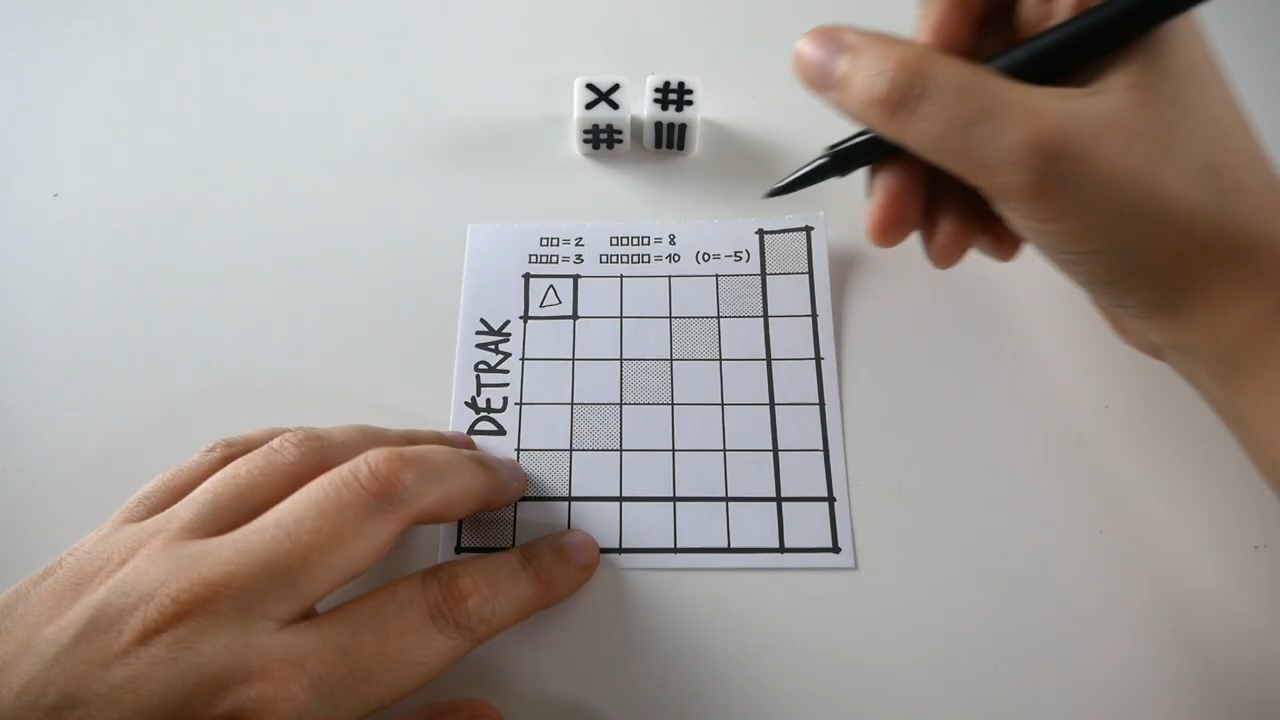 X #
# |||
□□=2 □□□□=8
□□□=3 □□□□□=10 (0=-5)
△
DÉTRAK